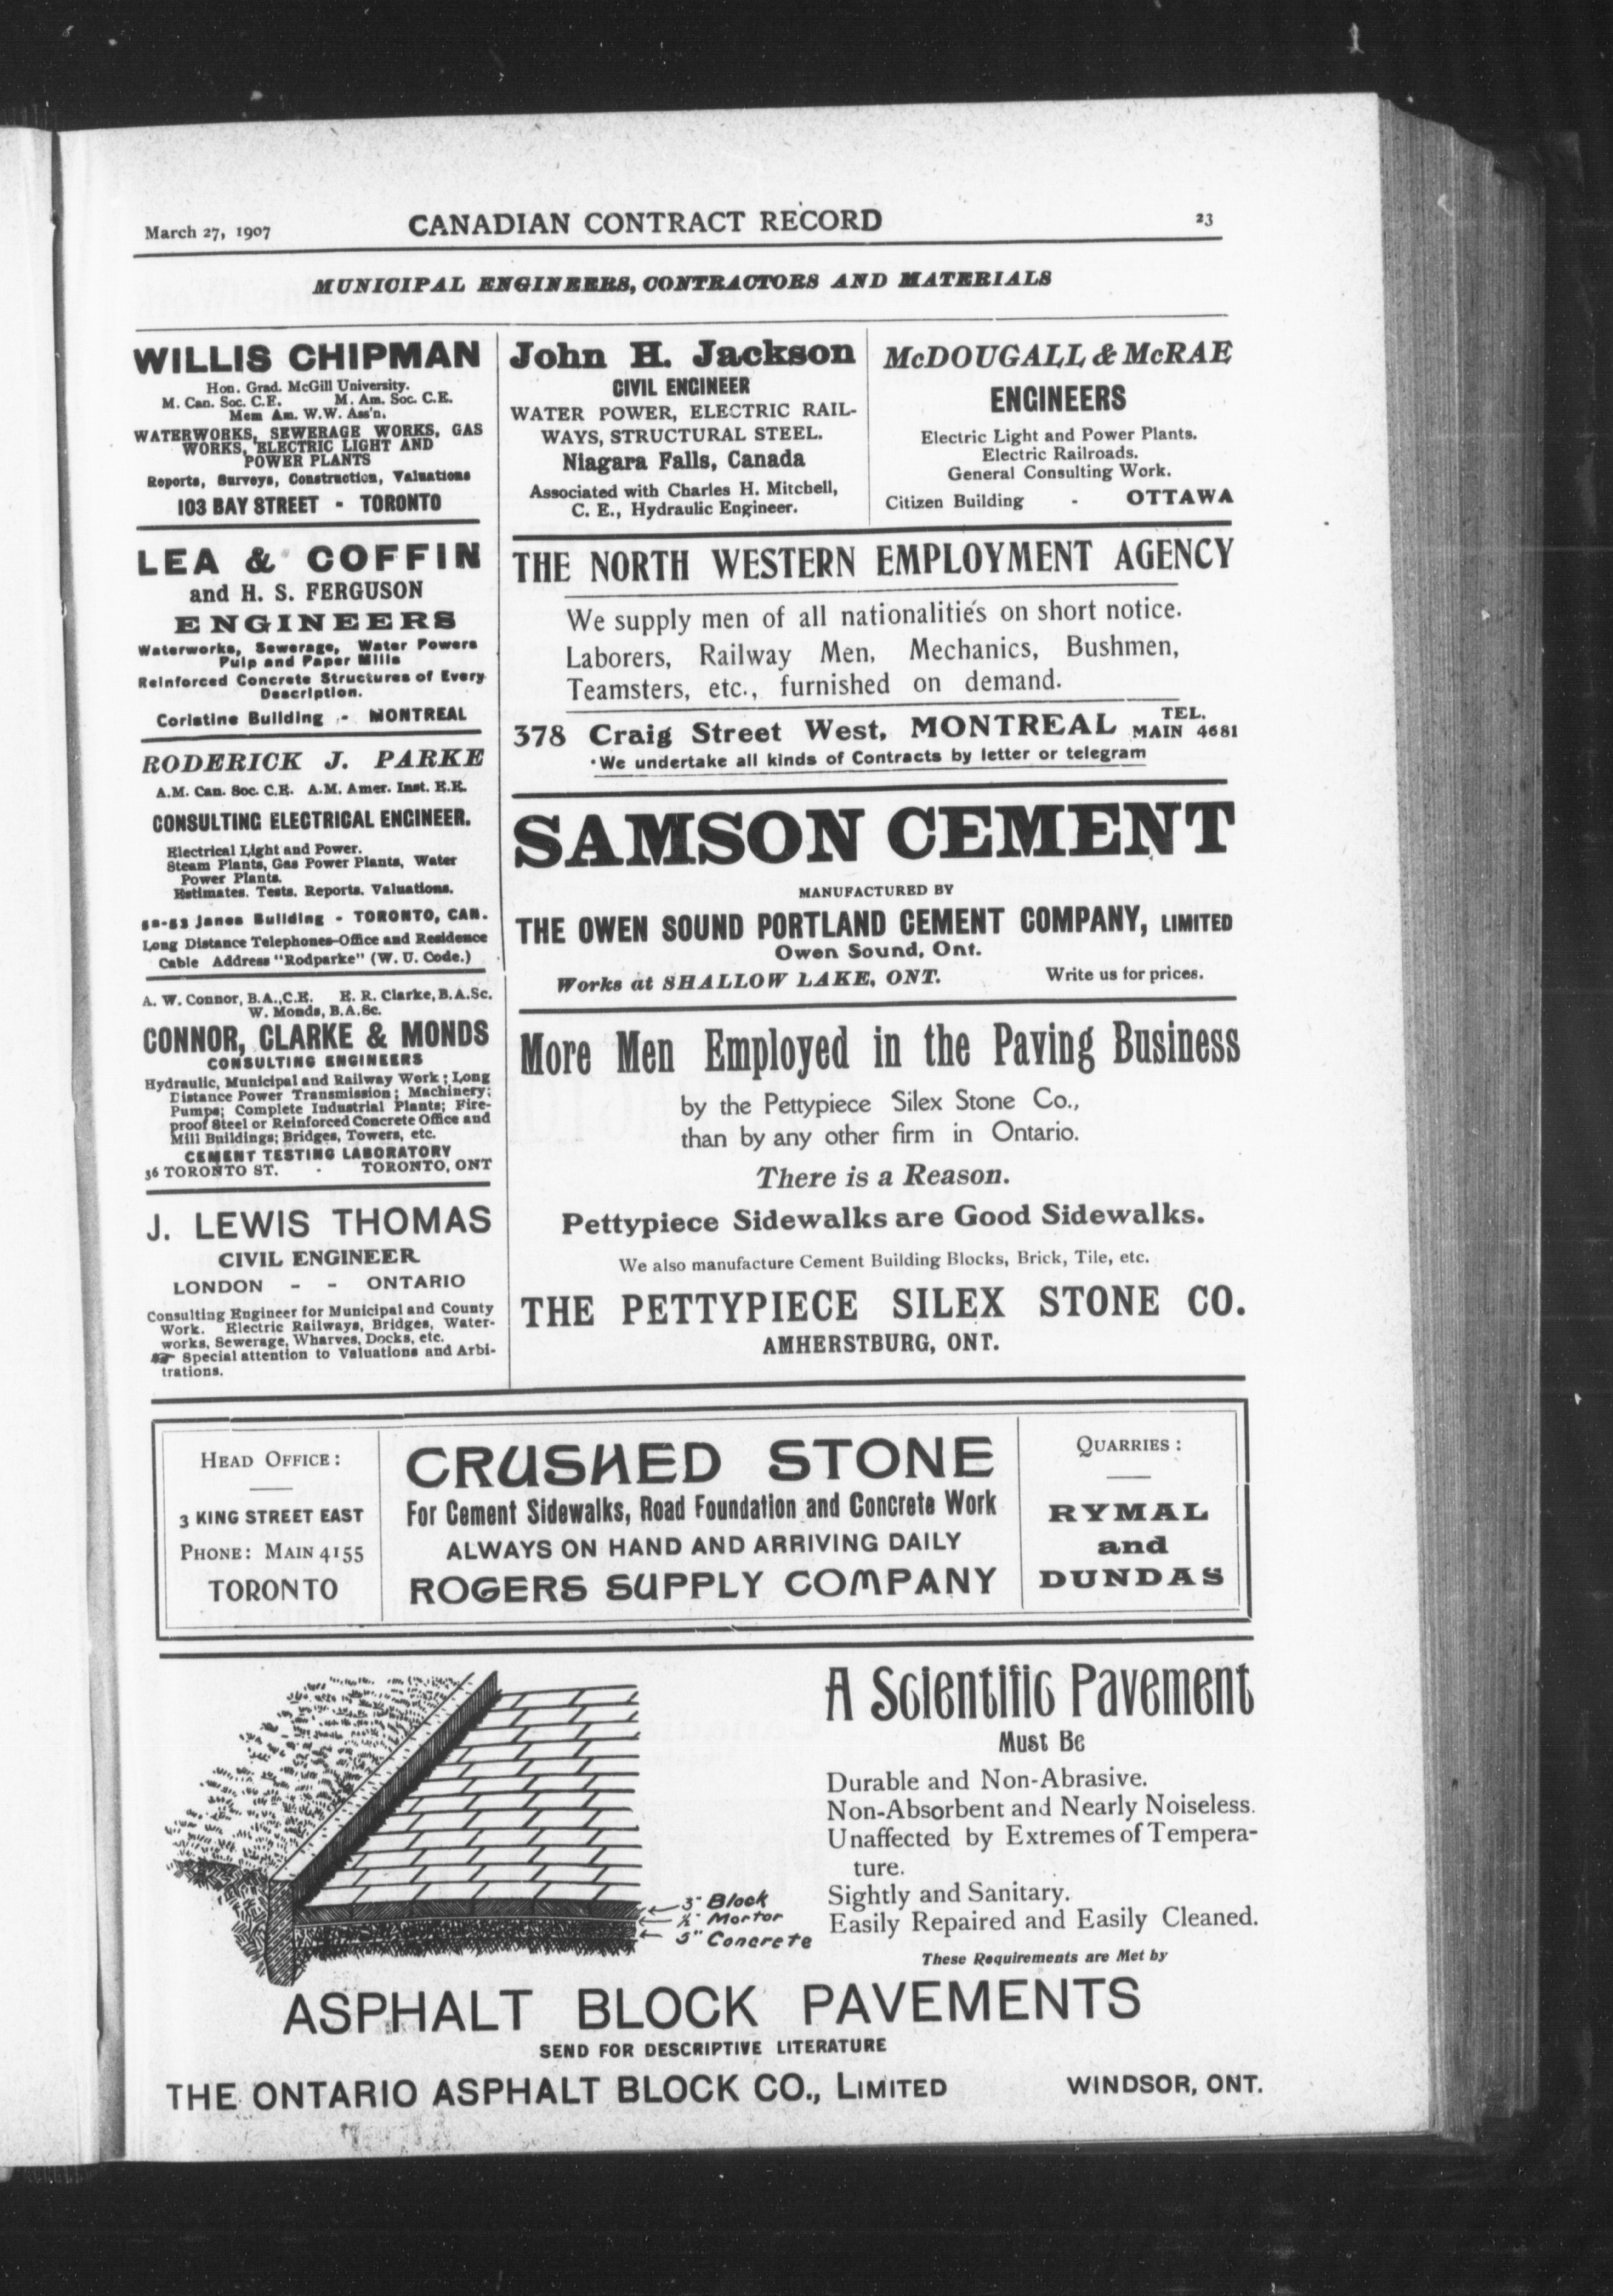 March 27, 1907
CANADIAN CONTRACT RECORD
23
MUNICIPAL ENGINEERS, CONTRACTORS AND MATERIALS
WILLIS CHIPMAN
Hon. Grad. McGill University.
M. Can. Soc. C.E. M. Am. Soc. C.E.
Mem Am. W.W. Ass'n.
WATERWORKS, SEWERAGE WORKS, GAS
WORKS, ELECTRIC LIGHT AND
POWER PLANTS
Reports, Surveys, Construction, Valuations
103 BAY STREET - TORONTO
LEA & COFFIN
and H. S. FERGUSON
ENGINEERS
Waterworks, Sewerage, Water Powers
Pulp and Paper Mills
Reinforced Concrete Structures of Every
Description.
Coristine Building - MONTREAL
RODERICK J. PARKE
A.M. Can. Soc. C.E. A.M. Amer. Inst. E.E.
CONSULTING ELECTRICAL ENGINEER.
Electrical Light and Power.
Steam Plants, Gas Power Plants, Water
Power Plants.
Estimates. Tests. Reports. Valuations.
52-53 Janes Building - TORONTO, CAN.
Long Distance Telephones-Office and Residence
Cable Address "Rodparke" (W. U. Code.)
A. W. Connor, B.A.,C.E. E. R. Clarke, B.A.Sc.
W. Monds, B.A.Sc.
CONNOR, CLARKE & MONDS
CONSULTING ENGINEERS
Hydraulic, Municipal and Railway Work; Long
Distance Power Transmission; Machinery;
Pumps; Complete Industrial Plants; Fire-
proof Steel or Reinforced Concrete Office and
Mill Buildings; Bridges, Towers, etc.
CEMENT TESTING LABORATORY
36 TORONTO ST. - TORONTO, ONT
J. LEWIS THOMAS
CIVIL ENGINEER
LONDON - - ONTARIO
Consulting Engineer for Municipal and County
Work. Electric Railways, Bridges, Water-
works, Sewerage, Wharves, Docks, etc.
☞ Special attention to Valuations and Arbi-
trations.
John H. Jackson
CIVIL ENGINEER
WATER POWER, ELECTRIC RAIL-
WAYS, STRUCTURAL STEEL.
Niagara Falls, Canada
Associated with Charles H. Mitchell,
C. E., Hydraulic Engineer.
McDOUGALL & McRAE
ENGINEERS
Electric Light and Power Plants.
Electric Railroads.
General Consulting Work.
Citizen Building - OTTAWA
THE NORTH WESTERN EMPLOYMENT AGENCY
We supply men of all nationalities on short notice.
Laborers, Railway Men, Mechanics, Bushmen,
Teamsters, etc., furnished on demand.
378 Craig Street West, MONTREAL TEL. MAIN 4681
We undertake all kinds of Contracts by letter or telegram
SAMSON CEMENT
MANUFACTURED BY
THE OWEN SOUND PORTLAND CEMENT COMPANY, LIMITED
Owen Sound, Ont.
Works at SHALLOW LAKE, ONT. Write us for prices.
More Men Employed in the Paving Business
by the Pettypiece Silex Stone Co.,
than by any other firm in Ontario.
There is a Reason.
Pettypiece Sidewalks are Good Sidewalks.
We also manufacture Cement Building Blocks, Brick, Tile, etc.
THE PETTYPIECE SILEX STONE CO.
AMHERSTBURG, ONT.
HEAD OFFICE:
3 KING STREET EAST
PHONE: MAIN 4155
TORONTO
CRUSHED STONE
For Cement Sidewalks, Road Foundation and Concrete Work
ALWAYS ON HAND AND ARRIVING DAILY
ROGERS SUPPLY COMPANY
QUARRIES:
RYMAL
and
DUNDAS
3" Block
½" Mortor
5" Concrete
A Scientific Pavement
Must Be
Durable and Non-Abrasive.
Non-Absorbent and Nearly Noiseless.
Unaffected by Extremes of Tempera-
ture.
Sightly and Sanitary.
Easily Repaired and Easily Cleaned.
These Requirements are Met by
ASPHALT BLOCK PAVEMENTS
SEND FOR DESCRIPTIVE LITERATURE
THE ONTARIO ASPHALT BLOCK CO., LIMITED WINDSOR, ONT.